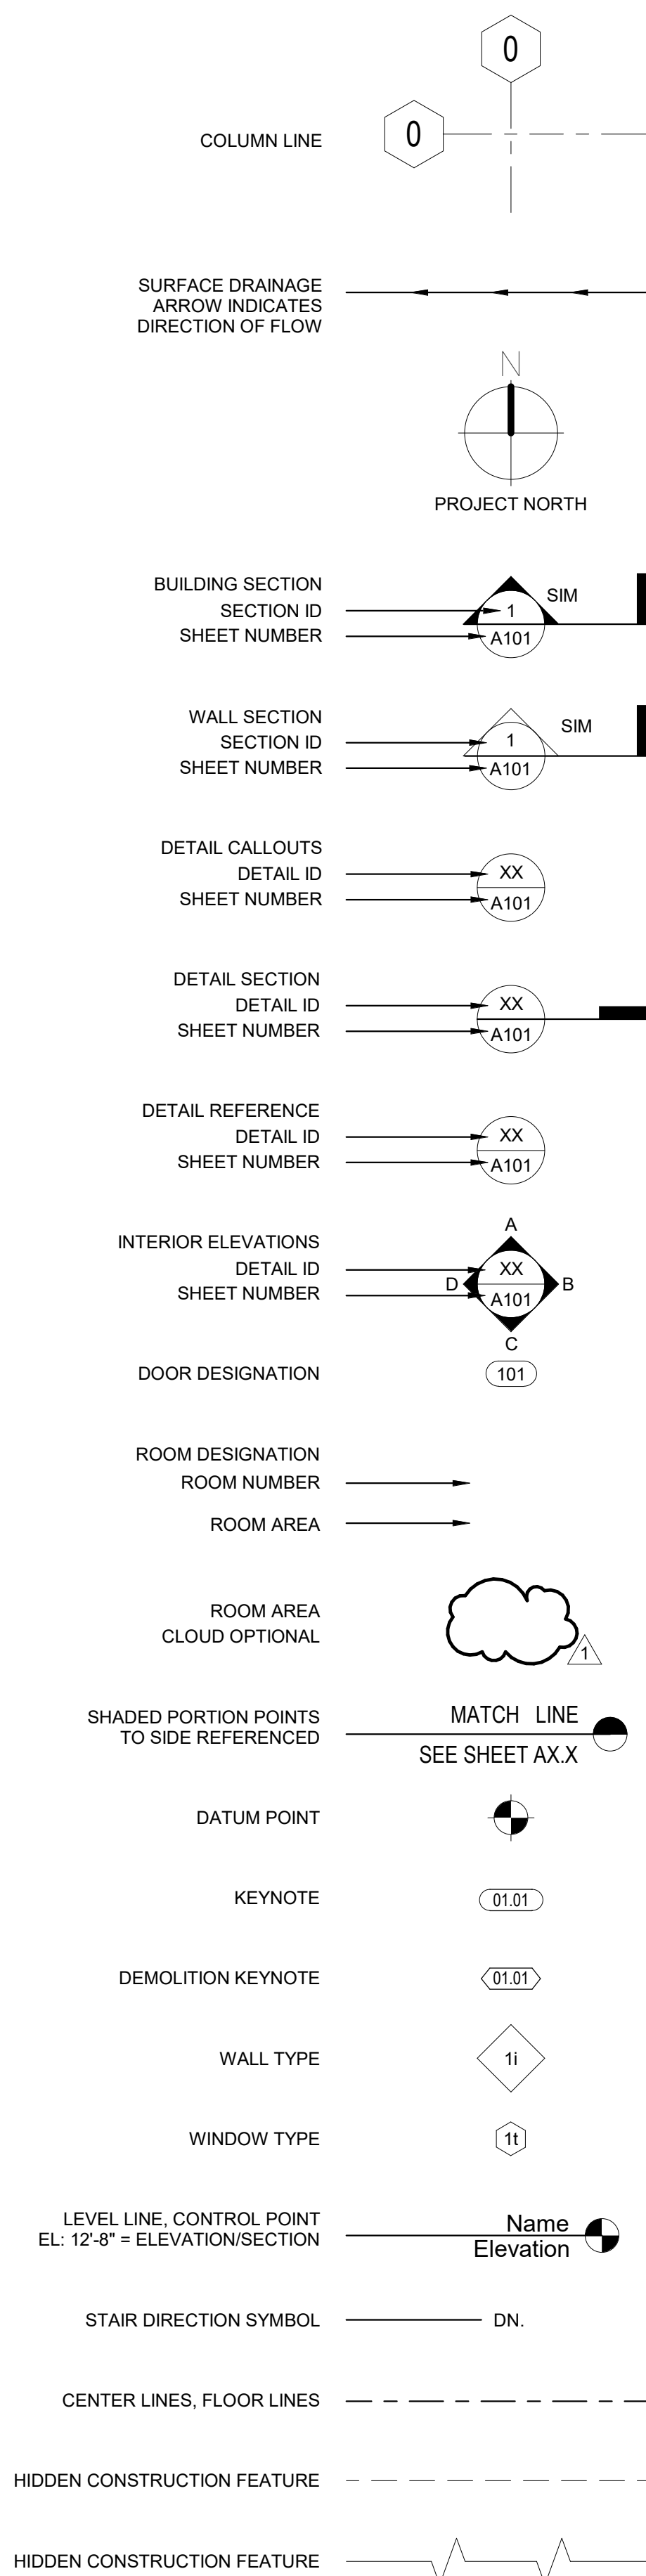 0
0
COLUMN LINE
SURFACE DRAINAGE
ARROW INDICATES
DIRECTION OF FLOW
N
PROJECT NORTH
BUILDING SECTION
SIM
SECTION ID
1
SHEET NUMBER
A101
WALL SECTION
SIM
SECTION ID
1
SHEET NUMBER
A101
DETAIL CALLOUTS
DETAIL ID
XX
SHEET NUMBER
A101
DETAIL SECTION
DETAIL ID
XX
SHEET NUMBER
A101
DETAIL REFERENCE
DETAIL ID
XX
SHEET NUMBER
A101
A
INTERIOR ELEVATIONS
DETAIL ID
XX
D
B
SHEET NUMBER
A101
C
DOOR DESIGNATION
101
ROOM DESIGNATION
ROOM NUMBER
ROOM AREA
ROOM AREA
CLOUD OPTIONAL
1
SHADED PORTION POINTS
TO SIDE REFERENCED
MATCH LINE
SEE SHEET AX.X
DATUM POINT
KEYNOTE
01.01
DEMOLITION KEYNOTE
01.01
WALL TYPE
1i
WINDOW TYPE
1t
LEVEL LINE, CONTROL POINT
EL: 12'-8" = ELEVATION/SECTION
Name
Elevation
STAIR DIRECTION SYMBOL
DN.
CENTER LINES, FLOOR LINES
HIDDEN CONSTRUCTION FEATURE
HIDDEN CONSTRUCTION FEATURE